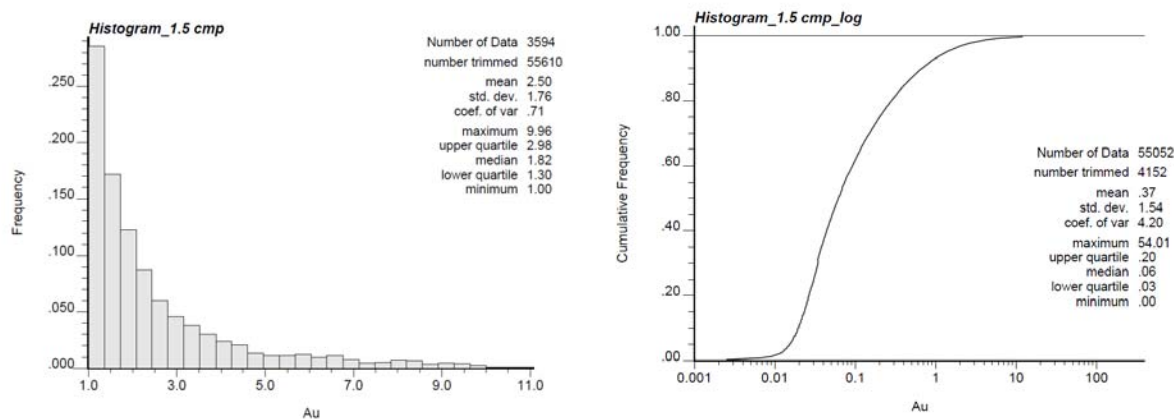 Histogram_1.5 cmp
Number of Data 3594
number trimmed 55610
mean 2.50
std. dev. 1.76
coef. of var .71
maximum 9.96
upper quartile 2.98
median 1.82
lower quartile 1.30
minimum 1.00
Frequency
.250
.200
.150
.100
.050
.000
1.0 3.0 5.0 7.0 9.0 11.0
Au
Histogram_1.5 cmp_log
Number of Data 55052
number trimmed 4152
mean .37
std. dev. 1.54
coef. of var 4.20
maximum 54.01
upper quartile .20
median .06
lower quartile .03
minimum .00
Cumulative Frequency
1.00
.80
.60
.40
.20
.00
0.001 0.01 0.1 1 10 100
Au